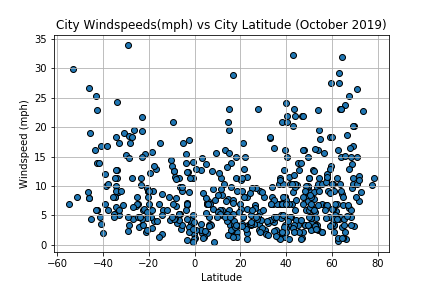 City Windspeeds(mph) vs City Latitude (October 2019)
35
30
25
20
15
10
5
0
Windspeed (mph)
−60 −40 −20 0 20 40 60 80
Latitude